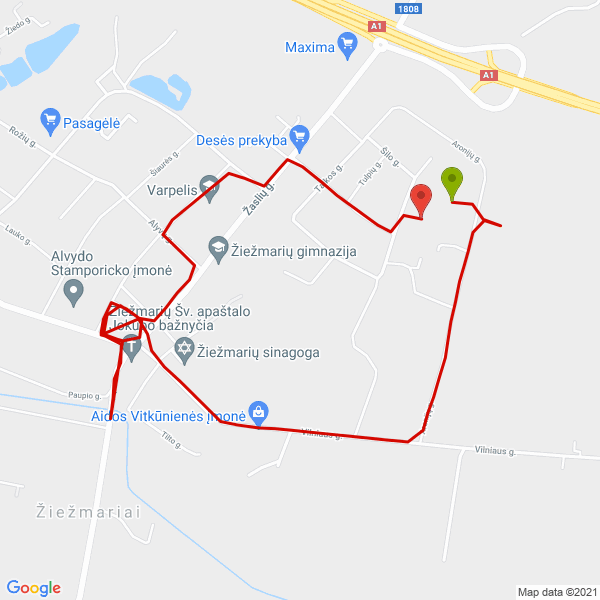 1808
A1
Žiedo g.
Maxima
A1
Pasagėlė
Rožių g.
Desės prekyba
Aronijų g.
Šilo g.
Šiaurės g.
Taikos g.
Tulpių g.
Varpelis
Žaslių g.
Lauko g.
Alyvų g.
Žiežmarių gimnazija
Alvydo
Stamporicko įmonė
Žiežmarių Šv. apaštalo
Jokūbo bažnyčia
Žiežmarių sinagoga
Paupio g.
Aidos Vitkūnienės įmonė
Tilto g.
Vilniaus g.
Vilniaus g.
Žiežmariai
Google
Map data ©2021